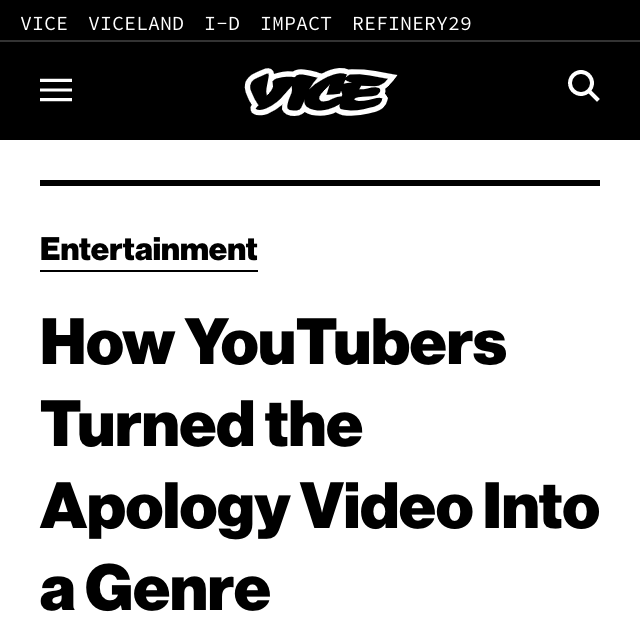 VICE VICELAND I-D IMPACT REFINERY29
VICE
Entertainment
How YouTubers
Turned the
Apology Video Into
a Genre